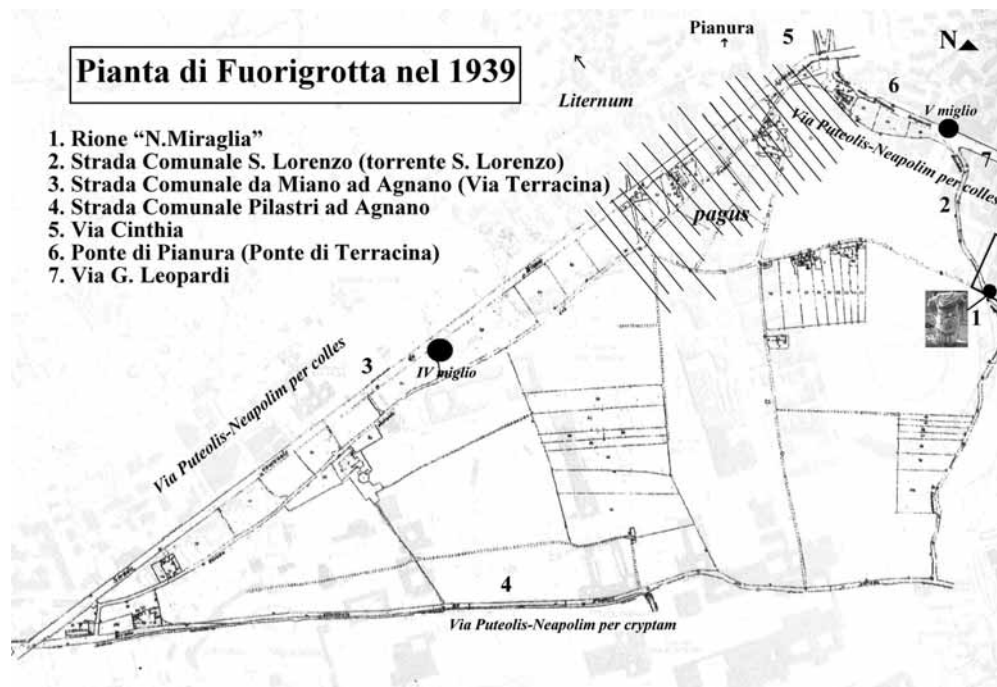 Pianta di Fuorigrotta nel 1939
Pianura
5
N
Liternum
6
V miglio
1. Rione “N.Miraglia”
2. Strada Comunale S. Lorenzo (torrente S. Lorenzo)
3. Strada Comunale da Miano ad Agnano (Via Terracina)
4. Strada Comunale Pilastri ad Agnano
5. Via Cinthia
6. Ponte di Pianura (Ponte di Terracina)
7. Via G. Leopardi
Via Puteolis-Neapolim per colles
7
2
pagus
1
3
IV miglio
Via Puteolis-Neapolim per colles
4
Via Puteolis-Neapolim per cryptam